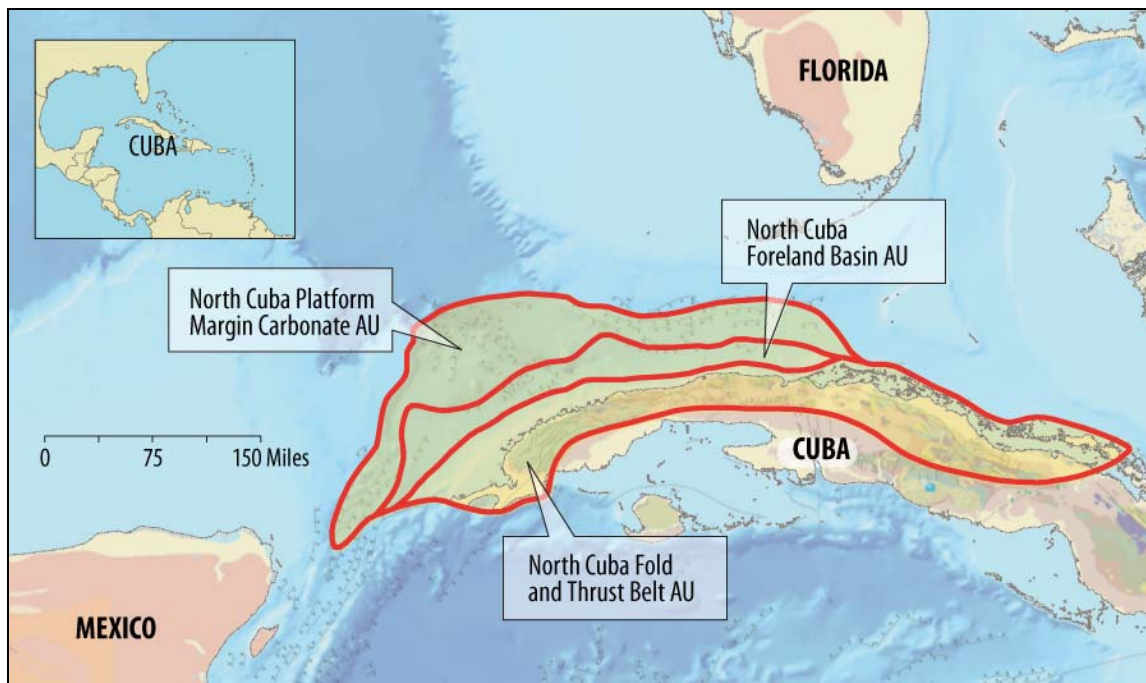 CUBA
FLORIDA
North Cuba
Foreland Basin AU
North Cuba Platform
Margin Carbonate AU
0 75 150 Miles
CUBA
North Cuba Fold
and Thrust Belt AU
MEXICO